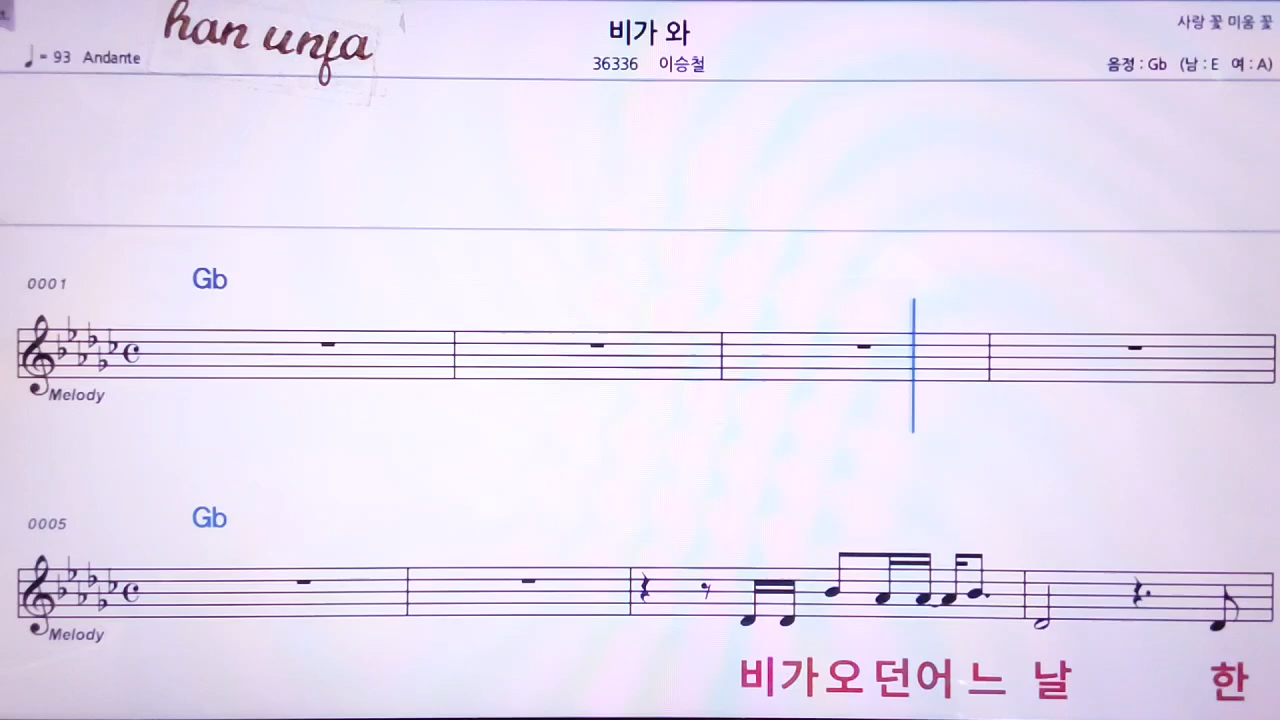 han unja
비가 와
사랑 꽃 미움 꽃
♩ = 93 Andante
36336 이승철
음정 : Gb (남 : E 여 : A)
0001 Gb
Melody
0005 Gb
Melody
비가오던어느 날 한